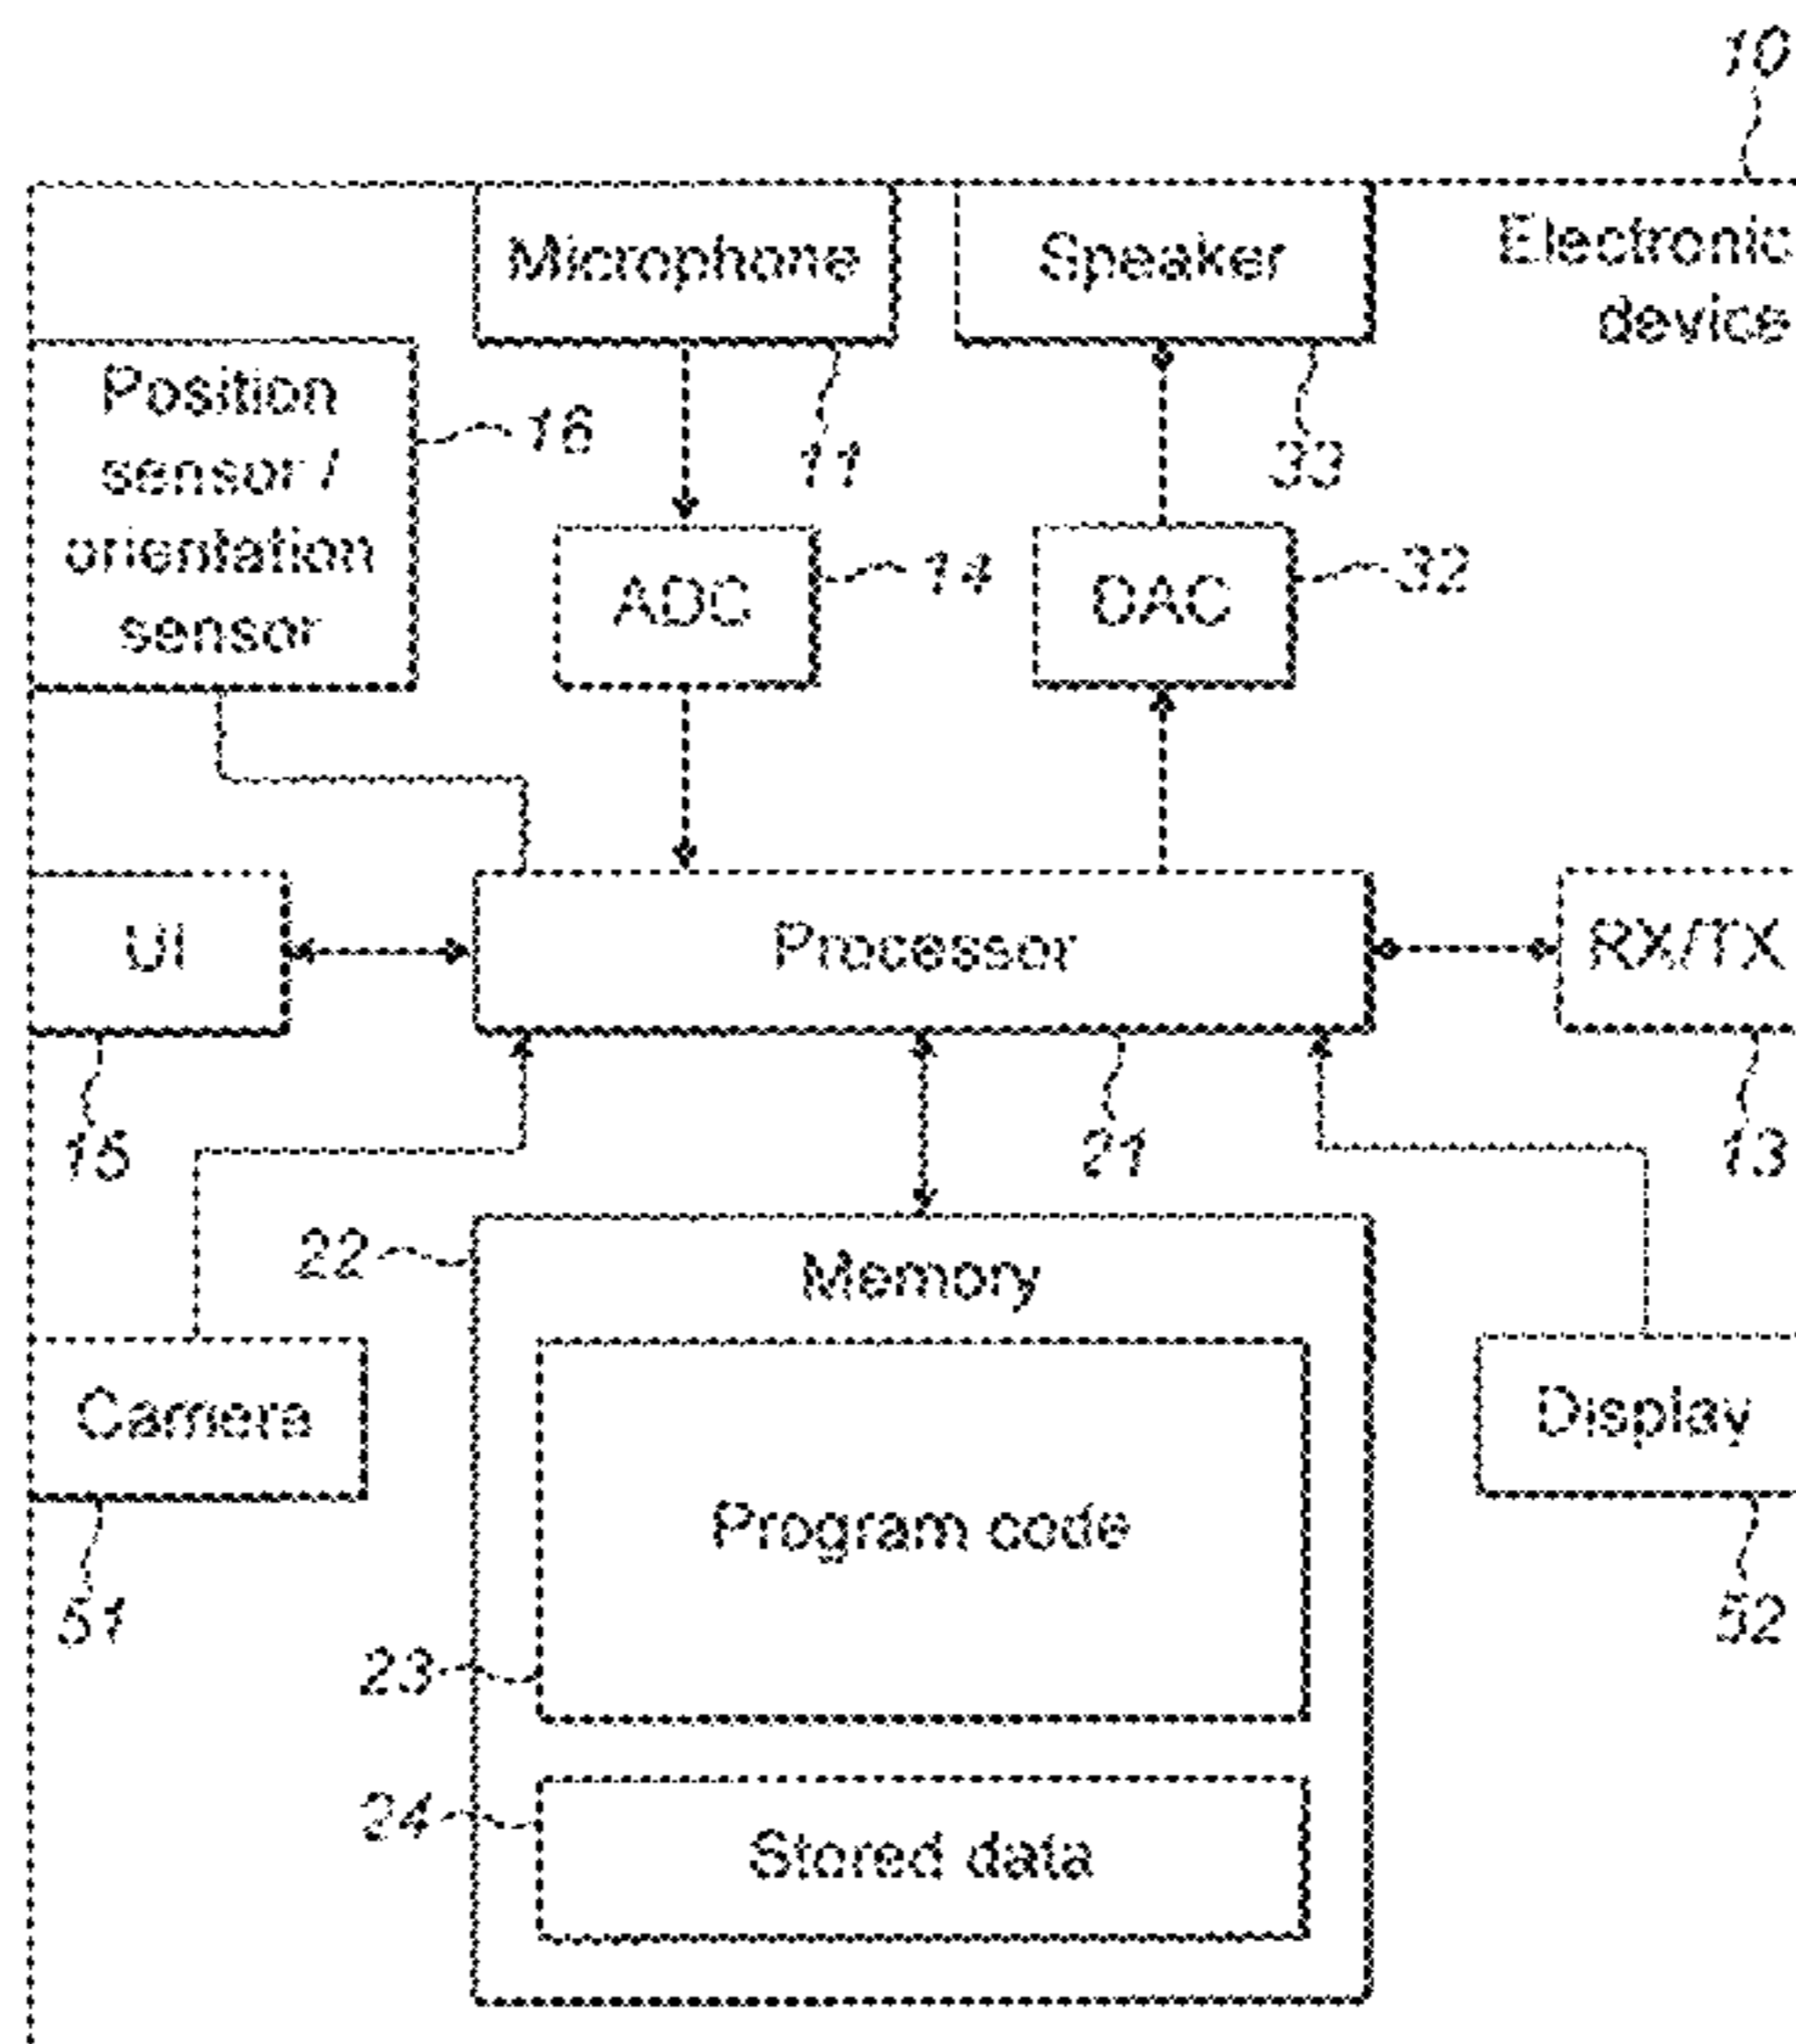 10
Microphone
Speaker
Electronic
device
Position
sensor /
orientation
sensor
16
11
33
ADC
14
DAC
32
UI
Processor
RX/TX
15
21
13
22
Memory
Camera
Display
Program code
51
52
23
24
Stored data